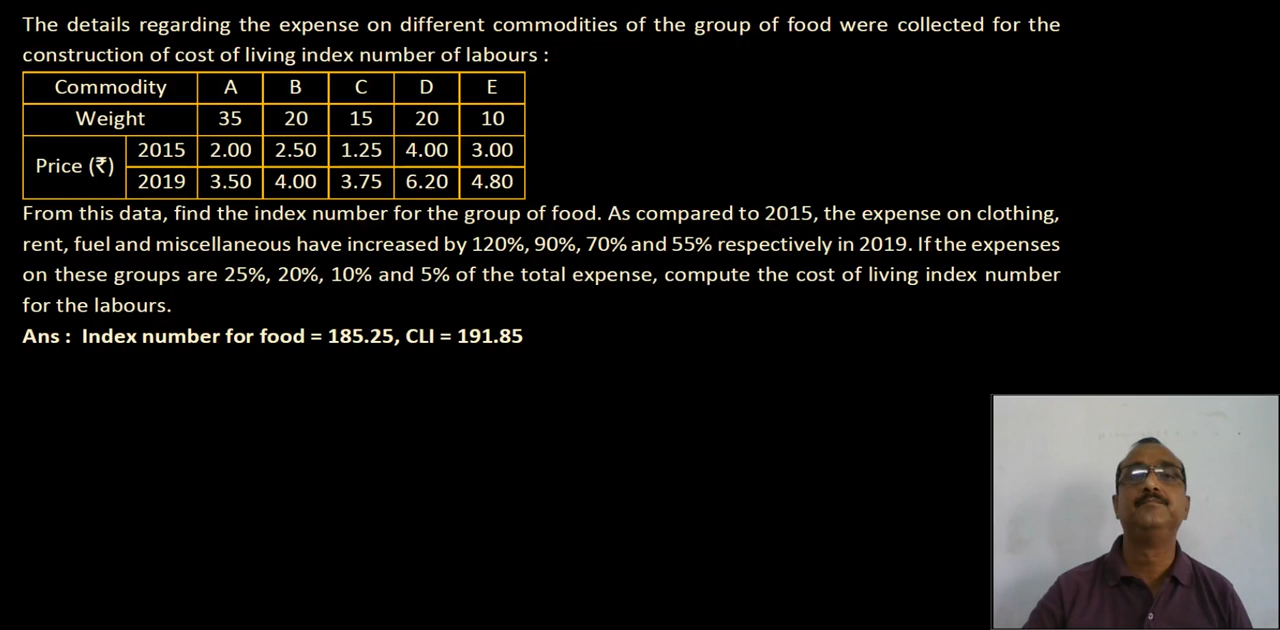 The details regarding the expense on different commodities of the group of food were collected for the
construction of cost of living index number of labours :
Commodity A B C D E
Weight 35 20 15 20 10
Price (₹) 2015 2.00 2.50 1.25 4.00 3.00
2019 3.50 4.00 3.75 6.20 4.80
From this data, find the index number for the group of food. As compared to 2015, the expense on clothing,
rent, fuel and miscellaneous have increased by 120%, 90%, 70% and 55% respectively in 2019. If the expenses
on these groups are 25%, 20%, 10% and 5% of the total expense, compute the cost of living index number
for the labours.
Ans : Index number for food = 185.25, CLI = 191.85